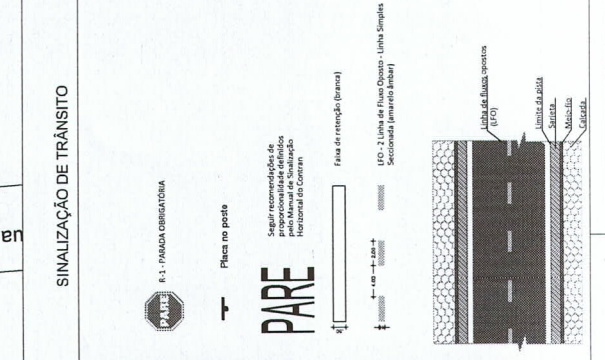 SINALIZAÇÃO DE TRÂNSITO
PARE
R-1 - PARADA OBRIGATÓRIA
Placa no poste
PARE
Seguir recomendações de
proporcionalidade definidos
pelo Manual de Sinalização
Horizontal do Contran
Faixa de retenção (branca)
LFO - 2 Linha de Fluxo Oposto - Linha Simples
Seccionada (amarelo âmbar)
Linha de fluxos opostos
(LFO)
Limite da pista
Sarjeta
Meio-fio
Calçada